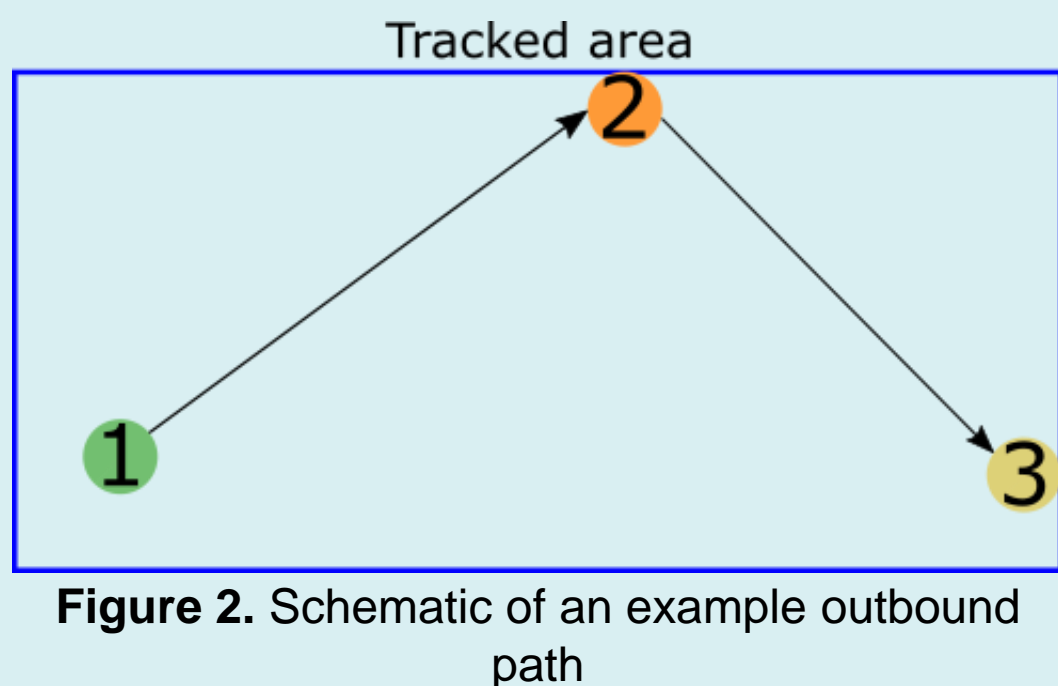 Tracked area
2
1
3
Figure 2. Schematic of an example outbound
path